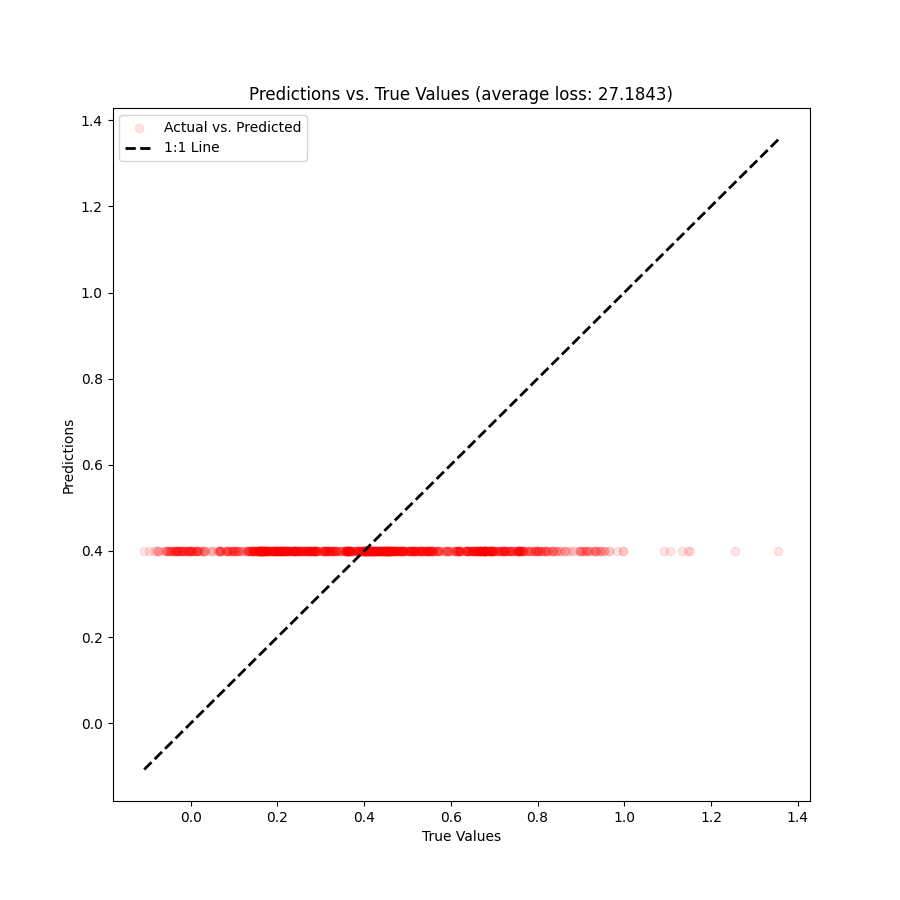 Predictions vs. True Values (average loss: 27.1843)
Actual vs. Predicted
1:1 Line
1.4
1.2
1.0
0.8
0.6
0.4
0.2
0.0
Predictions
0.0 0.2 0.4 0.6 0.8 1.0 1.2 1.4
True Values